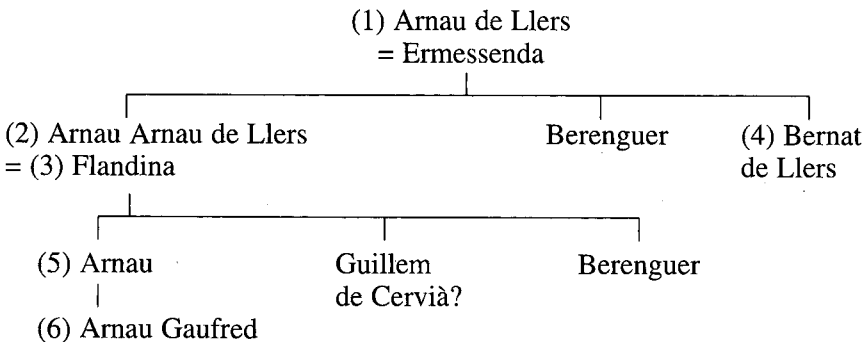 (1) Arnau de Llers
= Ermessenda
(2) Arnau Arnau de Llers
= (3) Flandina
Berenguer
(4) Bernat
de Llers
(5) Arnau
Guillem
de Cervià?
Berenguer
(6) Arnau Gaufred